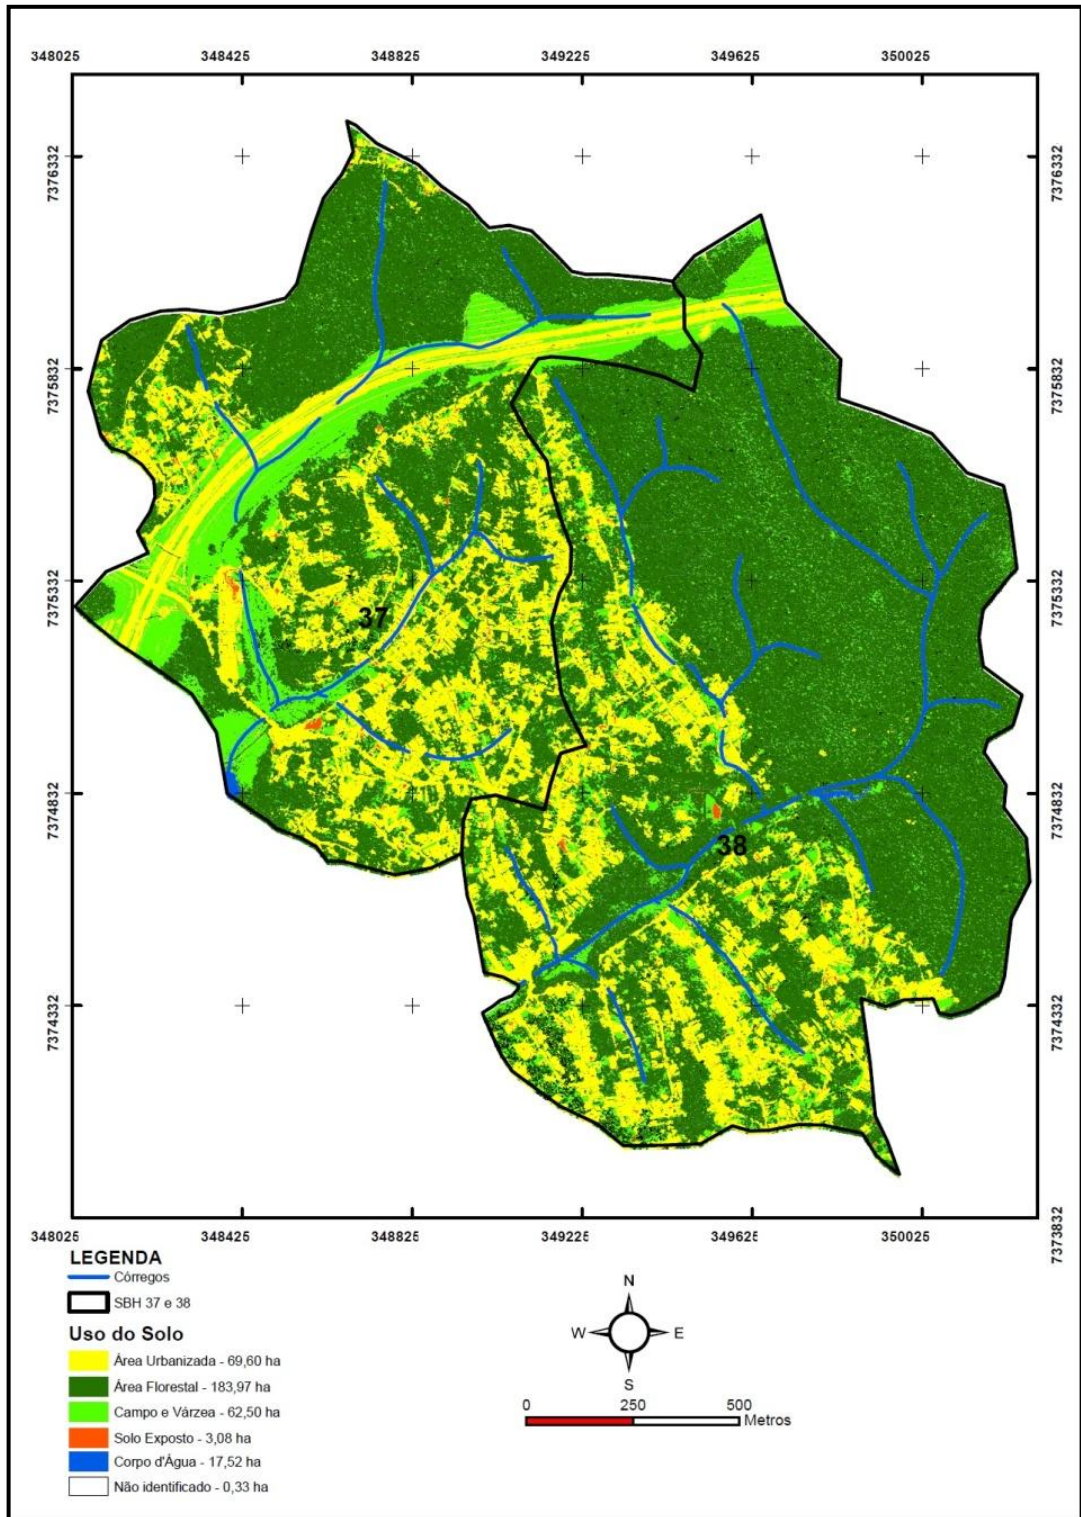 348025 348425 348825 349225 349625 350025
7376332 7376332
7375832 7375832
7375332 7375332
37
7374832 7374832
38
7374332 7374332
7373832
348025 348425 348825 349225 349625 350025
LEGENDA
Córregos
SBH 37 e 38
Uso do Solo
Área Urbanizada - 69,60 ha
Área Florestal - 183,97 ha
Campo e Várzea - 62,50 ha
Solo Exposto - 3,08 ha
Corpo d'Água - 17,52 ha
Não identificado - 0,33 ha
N
W E
S
0 250 500
Metros